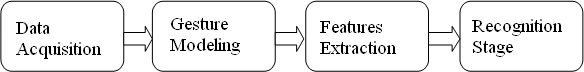 Data
Acquisition
Gesture
Modeling
Features
Extraction
Recognition
Stage